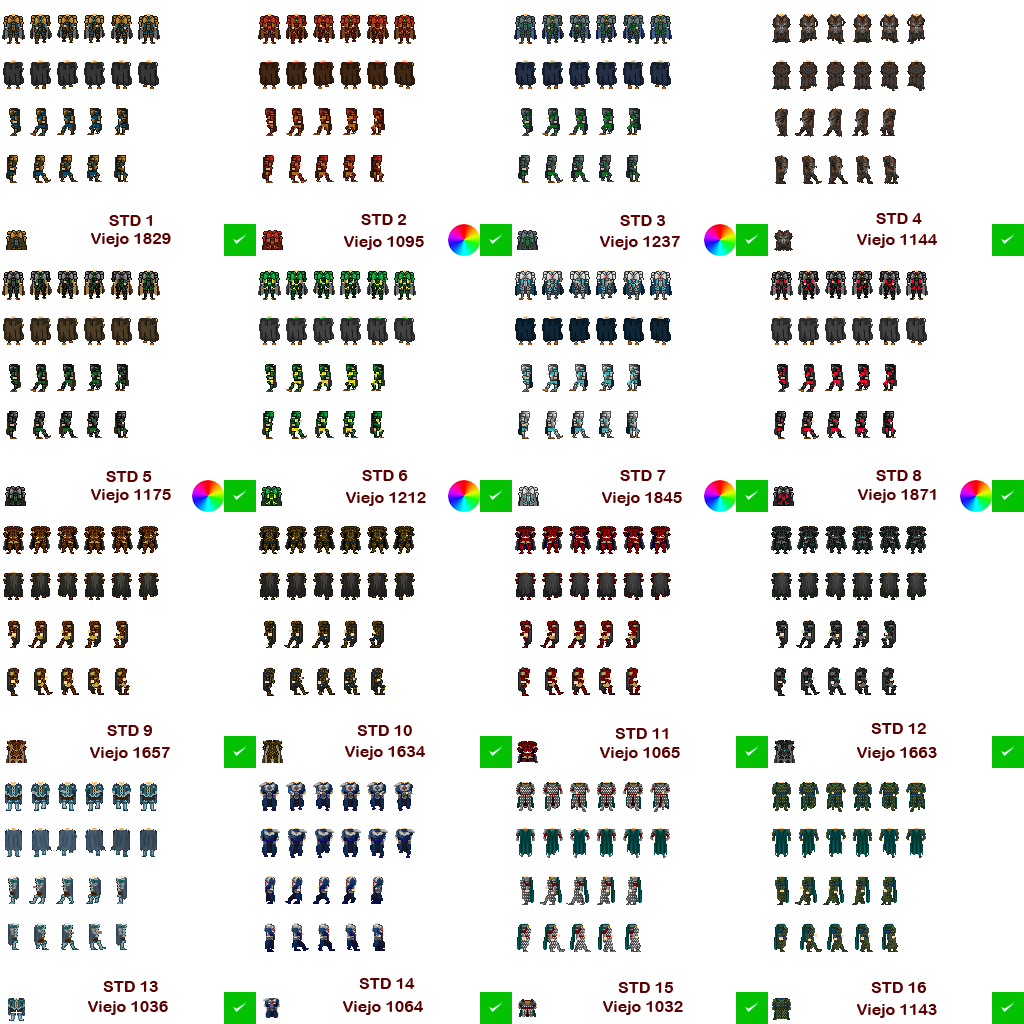 STD 1
Viejo 1829
STD 2
Viejo 1095
STD 3
Viejo 1237
STD 4
Viejo 1144
STD 5
Viejo 1175
STD 6
Viejo 1212
STD 7
Viejo 1845
STD 8
Viejo 1871
STD 9
Viejo 1657
STD 10
Viejo 1634
STD 11
Viejo 1065
STD 12
Viejo 1663
STD 13
Viejo 1036
STD 14
Viejo 1064
STD 15
Viejo 1032
STD 16
Viejo 1143